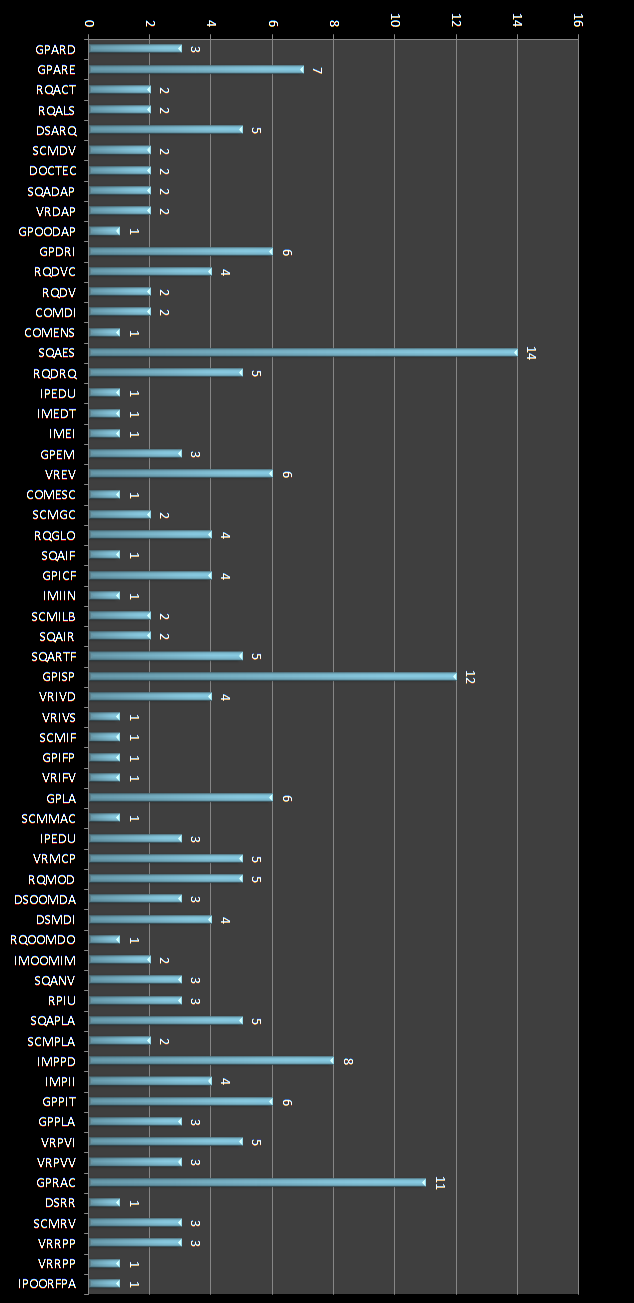 0 2 4 6 8 10 12 14 16
GPARD 3
GPARE 7
RQACT 2
RQALS 2
DSARQ 5
SCMDV 2
DOCTEC 2
SQADAP 2
VRDAP 2
GPOODAP 1
GPDRI 6
RQDVC 4
RQDV 2
COMDI 2
COMENS 1
SQAES 14
RQDRQ 5
IPEDU 1
IMEDT 1
IMEI 1
GPEM 3
VREV 6
COMESC 1
SCMGC 2
RQGLO 4
SQAIF 1
GPICF 4
IMIIN 1
SCMILB 2
SQAIR 2
SQARTF 5
GPISP 12
VRIVD 4
VRIVS 1
SCMIF 1
GPIFP 1
VRIFV 1
GPLA 6
SCMMAC 1
IPEDU 3
VRMCP 5
RQMOD 5
DSOOMDA 3
DSMDI 4
RQOOMDO 1
IMOOMIM 2
SQANV 3
RPIU 3
SQAPLA 5
SCMPLA 2
IMPPD 8
IMPII 4
GPPIT 6
GPPLA 3
VRPVI 5
VRPVV 3
GPRAC 11
DSRR 1
SCMRV 3
VRRPP 3
VRRPP 1
IPOORFPA 1